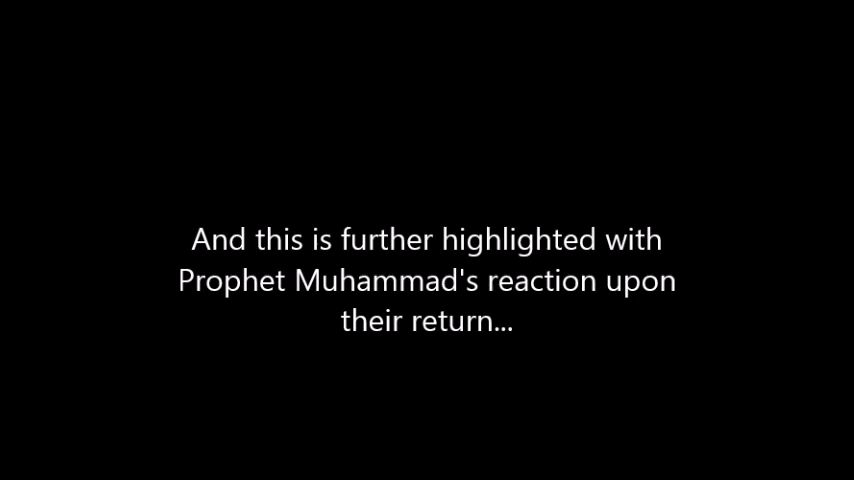 And this is further highlighted with
Prophet Muhammad's reaction upon
their return...